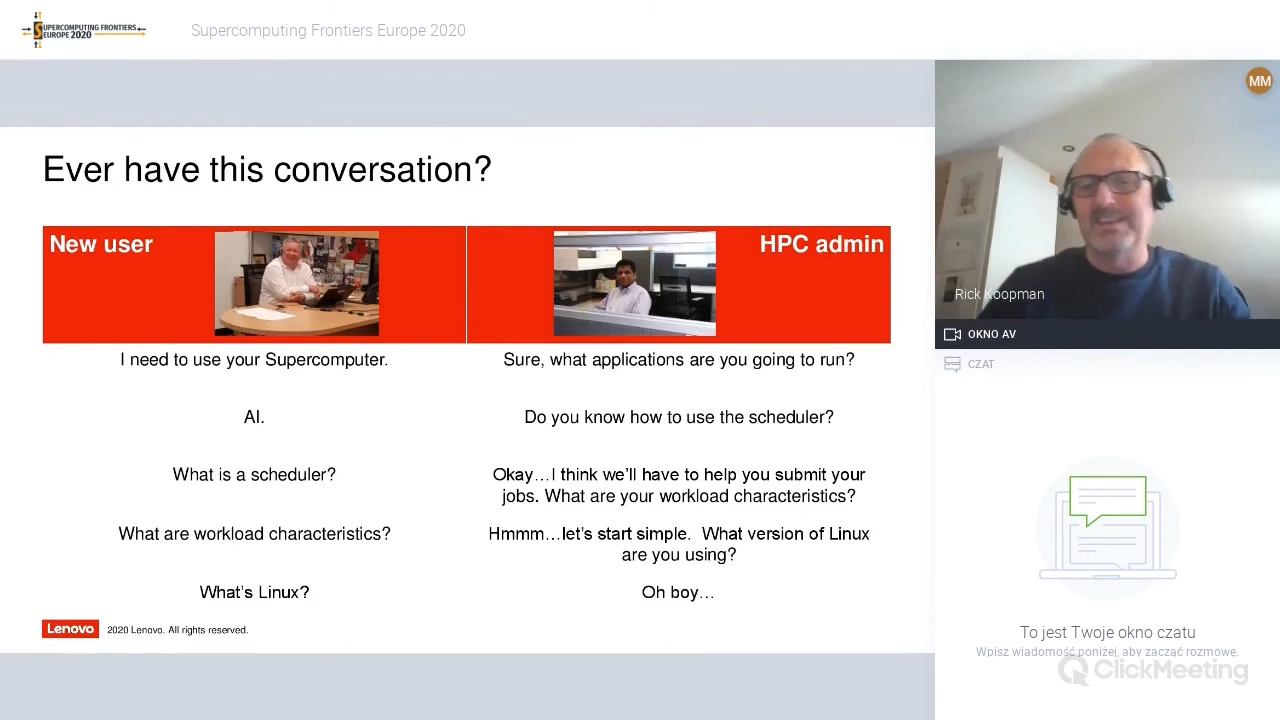 SUPERCOMPUTING FRONTIERS
EUROPE 2020
Supercomputing Frontiers Europe 2020
MM
Rick Koopman
OKNO AV
CZAT
Ever have this conversation?
New user
HPC admin
I need to use your Supercomputer.
Sure, what applications are you going to run?
AI.
Do you know how to use the scheduler?
What is a scheduler?
Okay…I think we’ll have to help you submit your
jobs. What are your workload characteristics?
What are workload characteristics?
Hmmm…let’s start simple.  What version of Linux
are you using?
What’s Linux?
Oh boy…
Lenovo
2020 Lenovo. All rights reserved.
To jest Twoje okno czatu
Wpisz wiadomość poniżej, aby zacząć rozmowę.
ClickMeeting